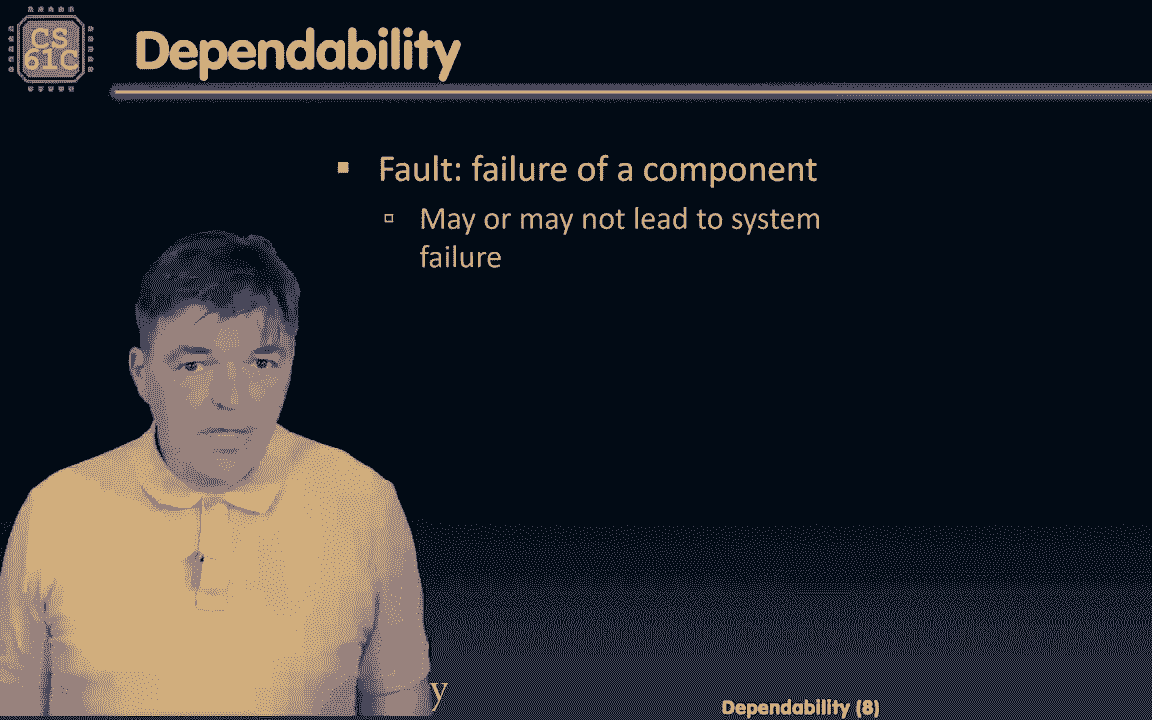 CS
61C
Dependability
Fault: failure of a component
May or may not lead to system
failure
y
Dependability (8)